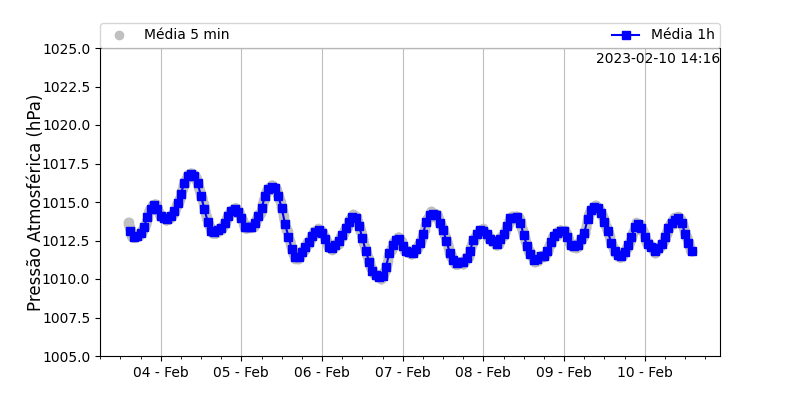 Média 5 min
Média 1h
2023-02-10 14:16
Pressão Atmosférica (hPa)
1025.0
1022.5
1020.0
1017.5
1015.0
1012.5
1010.0
1007.5
1005.0
04 - Feb
05 - Feb
06 - Feb
07 - Feb
08 - Feb
09 - Feb
10 - Feb